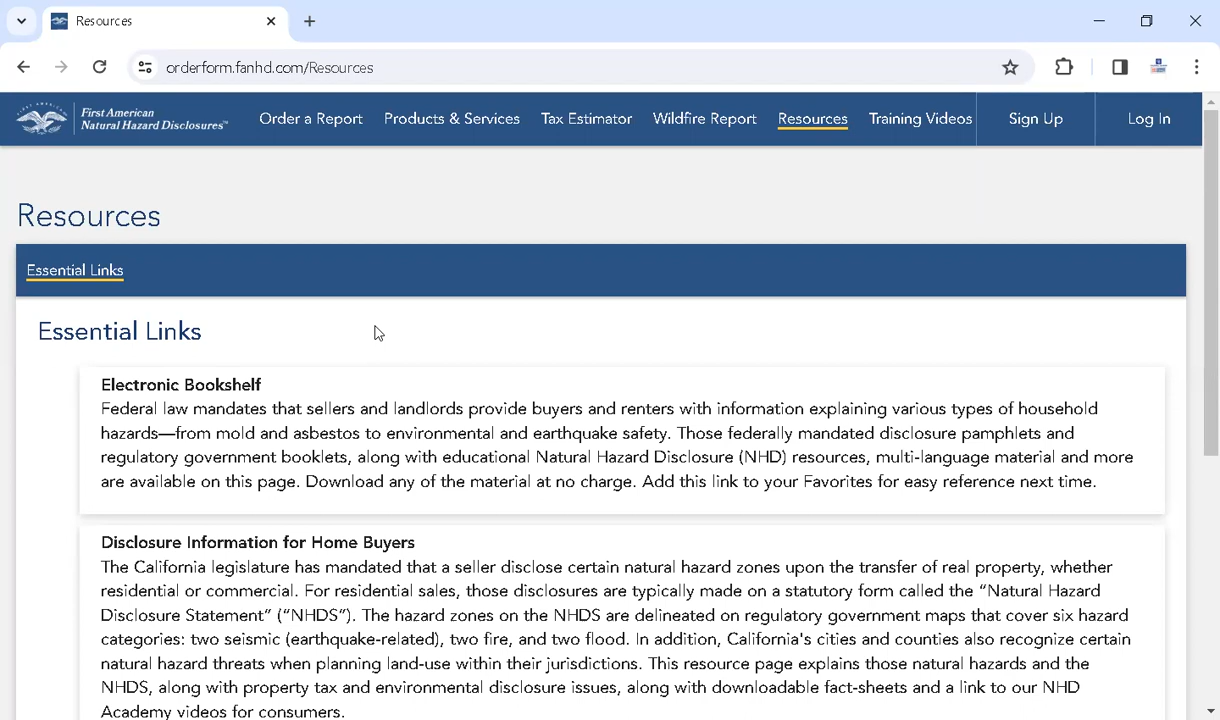 Resources
orderform.fanhd.com/Resources
First American
Natural Hazard Disclosures™
Order a Report
Products & Services
Tax Estimator
Wildfire Report
Resources
Training Videos
Sign Up
Log In
Resources
Essential Links
Essential Links
Electronic Bookshelf
Federal law mandates that sellers and landlords provide buyers and renters with information explaining various types of household
hazards—from mold and asbestos to environmental and earthquake safety. Those federally mandated disclosure pamphlets and
regulatory government booklets, along with educational Natural Hazard Disclosure (NHD) resources, multi-language material and more
are available on this page. Download any of the material at no charge. Add this link to your Favorites for easy reference next time.
Disclosure Information for Home Buyers
The California legislature has mandated that a seller disclose certain natural hazard zones upon the transfer of real property, whether
residential or commercial. For residential sales, those disclosures are typically made on a statutory form called the “Natural Hazard
Disclosure Statement” (“NHDS”). The hazard zones on the NHDS are delineated on regulatory government maps that cover six hazard
categories: two seismic (earthquake-related), two fire, and two flood. In addition, California's cities and counties also recognize certain
natural hazard threats when planning land-use within their jurisdictions. This resource page explains those natural hazards and the
NHDS, along with property tax and environmental disclosure issues, along with downloadable fact-sheets and a link to our NHD
Academy videos for consumers.